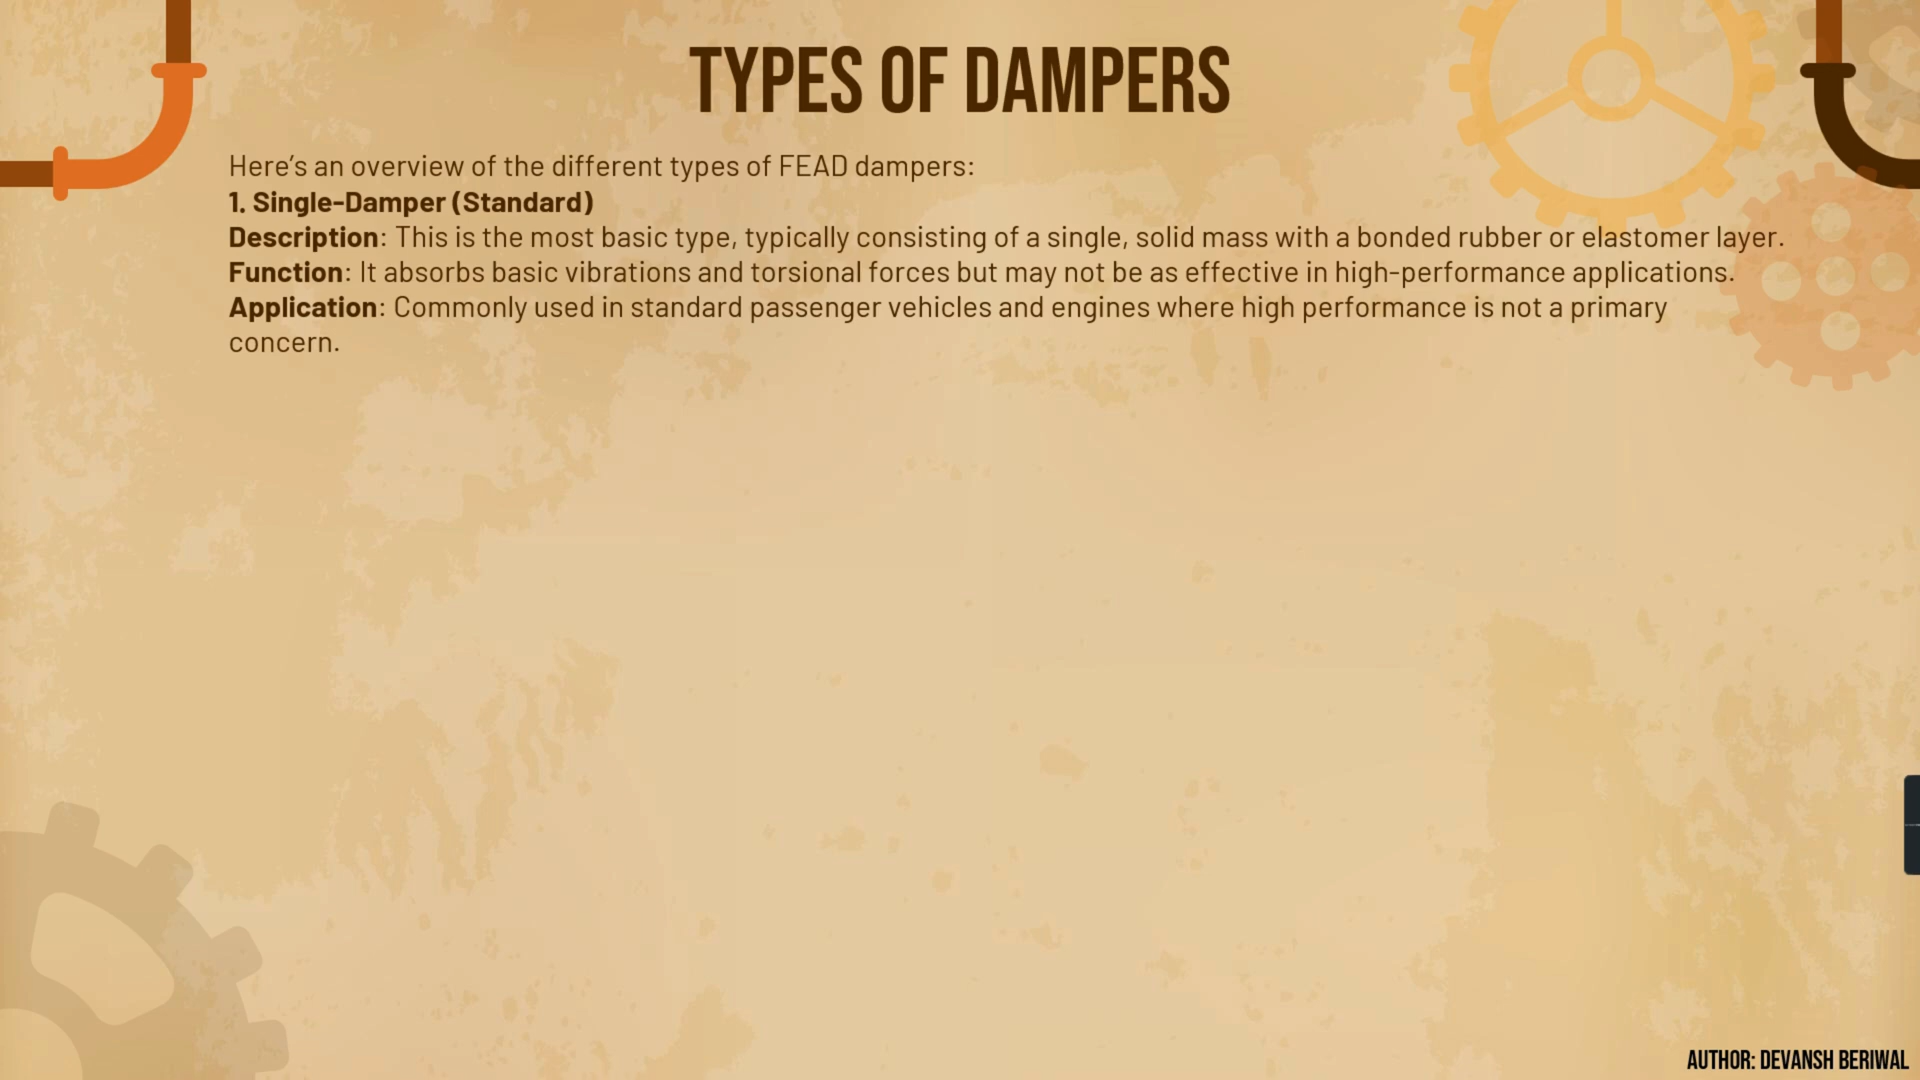 TYPES OF DAMPERS
Here’s an overview of the different types of FEAD dampers:
1. Single-Damper (Standard)
Description: This is the most basic type, typically consisting of a single, solid mass with a bonded rubber or elastomer layer.
Function: It absorbs basic vibrations and torsional forces but may not be as effective in high-performance applications.
Application: Commonly used in standard passenger vehicles and engines where high performance is not a primary
concern.
AUTHOR: DEVANSH BERIWAL